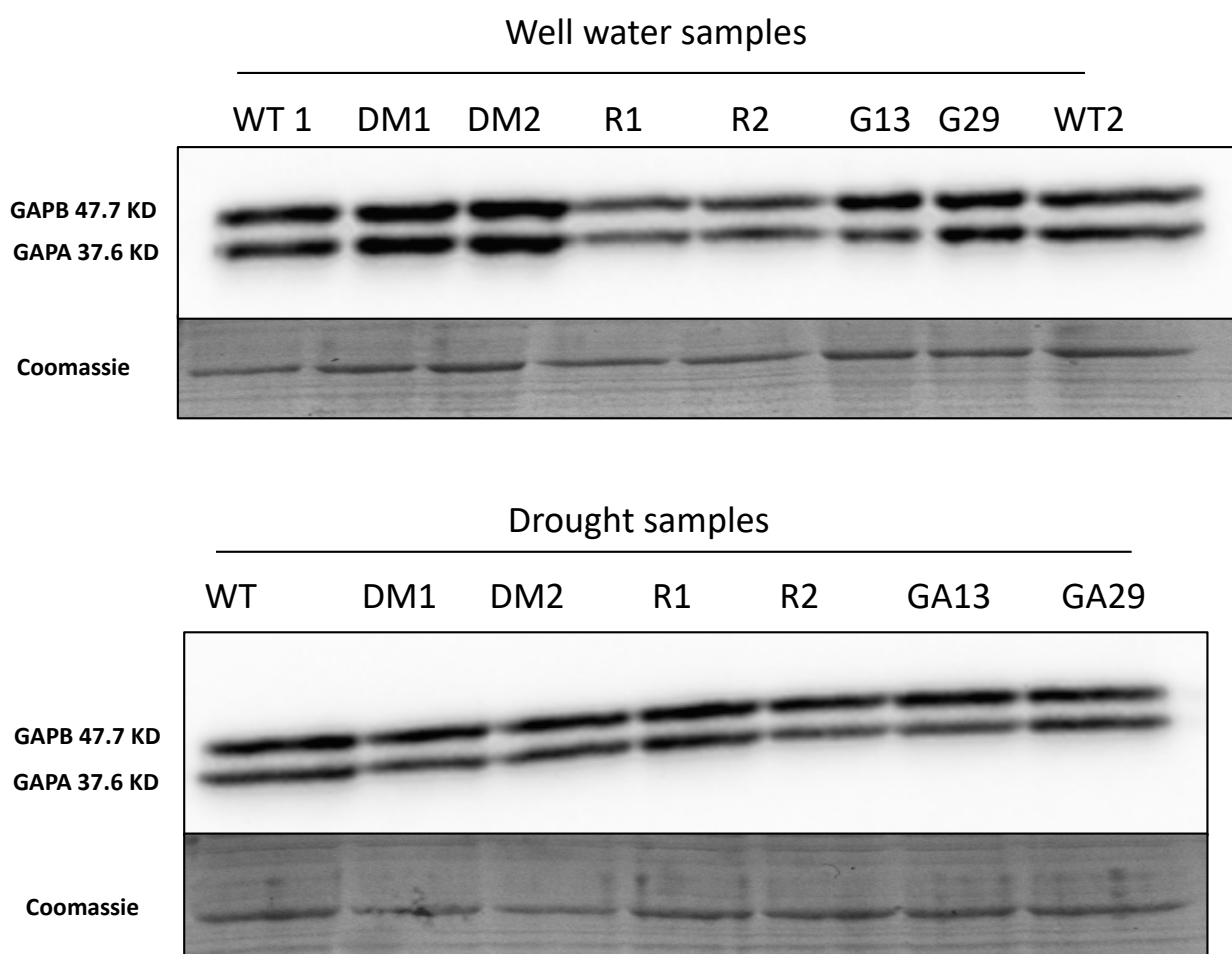 Well water samples
WT 1 DM1 DM2 R1 R2 G13 G29 WT2
GAPB 47.7 KD
GAPA 37.6 KD
Coomassie
Drought samples
WT DM1 DM2 R1 R2 GA13 GA29
GAPB 47.7 KD
GAPA 37.6 KD
Coomassie